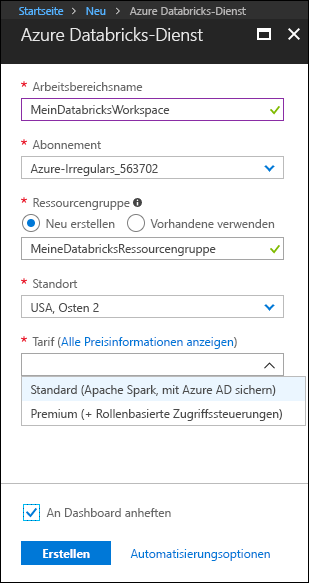 Startseite > Neu > Azure Databricks-Dienst
Azure Databricks-Dienst
* Arbeitsbereichsname
MeinDatabricksWorkspace
* Abonnement
Azure-Irregulars_563702
* Ressourcengruppe
Neu erstellen Vorhandene verwenden
MeineDatabricksRessourcengruppe
* Standort
USA, Osten 2
* Tarif (Alle Preisinformationen anzeigen)
Standard (Apache Spark, mit Azure AD sichern)
Premium (+ Rollenbasierte Zugriffssteuerungen)
An Dashboard anheften
Erstellen Automatisierungsoptionen